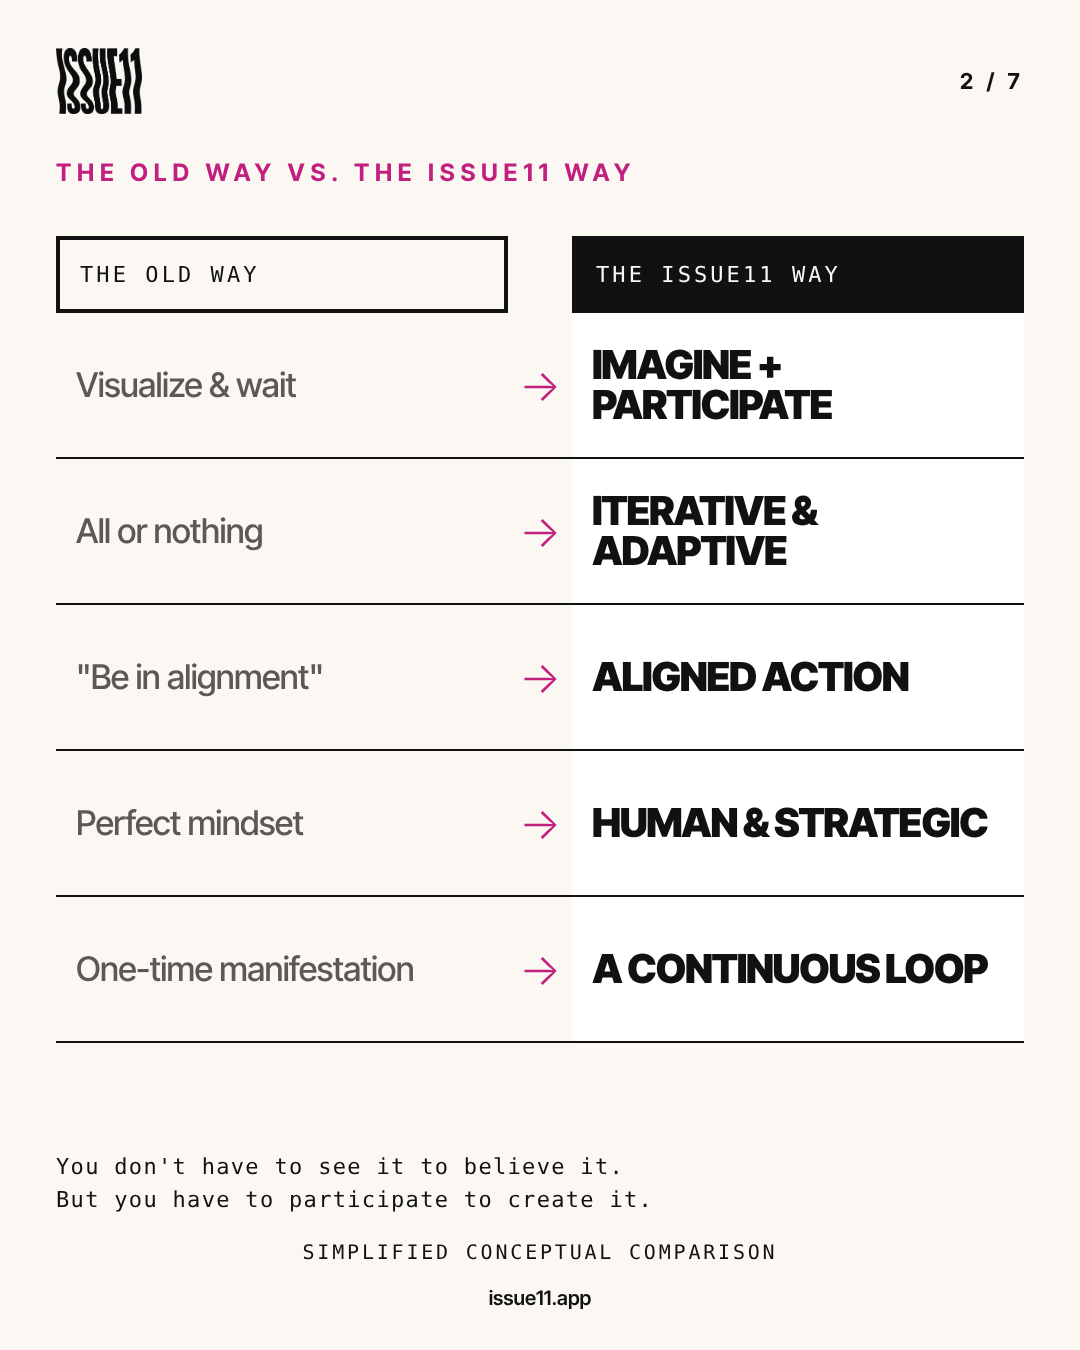 ISSUE11
2 / 7
THE OLD WAY VS. THE ISSUE11 WAY
THE OLD WAY
THE ISSUE11 WAY
Visualize & wait
IMAGINE +
PARTICIPATE
All or nothing
ITERATIVE &
ADAPTIVE
"Be in alignment"
ALIGNED ACTION
Perfect mindset
HUMAN & STRATEGIC
One-time manifestation
A CONTINUOUS LOOP
You don't have to see it to believe it.
But you have to participate to create it.
SIMPLIFIED CONCEPTUAL COMPARISON
issue11.app